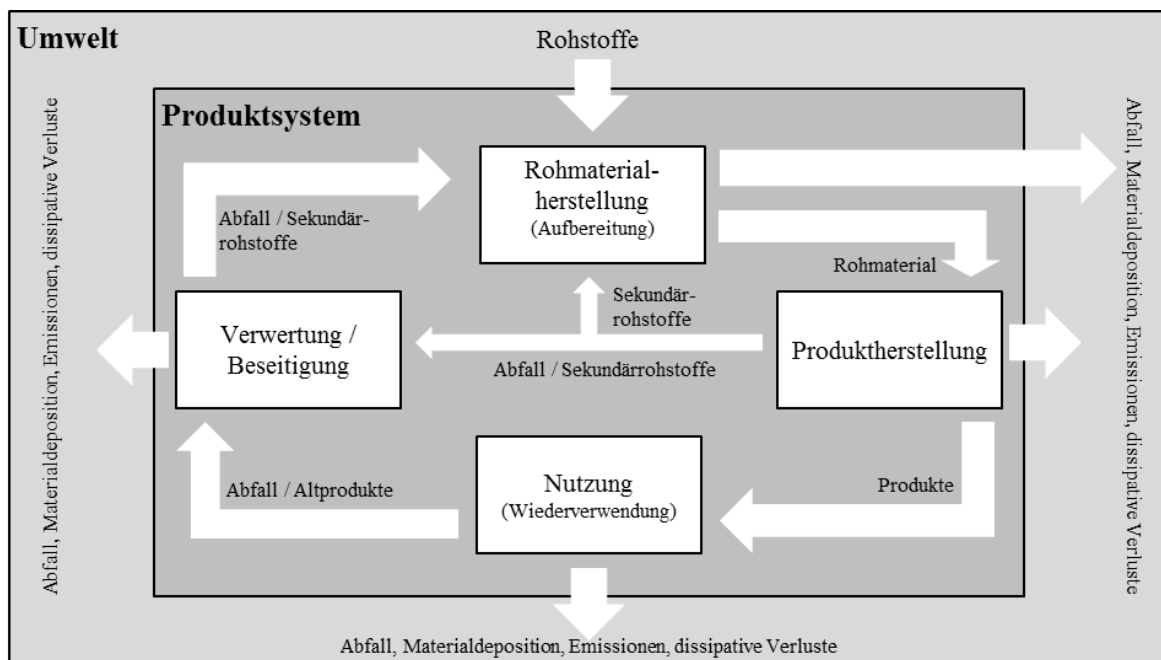 Umwelt
Rohstoffe
Produktsystem
Rohmaterial-
herstellung
(Aufbereitung)
Abfall / Sekundär-
rohstoffe
Rohmaterial
Sekundär-
rohstoffe
Verwertung /
Beseitigung
Produktherstellung
Abfall / Sekundärrohstoffe
Nutzung
(Wiederverwendung)
Abfall / Altprodukte
Produkte
Abfall, Materialdeposition, Emissionen, dissipative Verluste
Abfall, Materialdeposition, Emissionen, dissipative Verluste
Abfall, Materialdeposition, Emissionen, dissipative Verluste